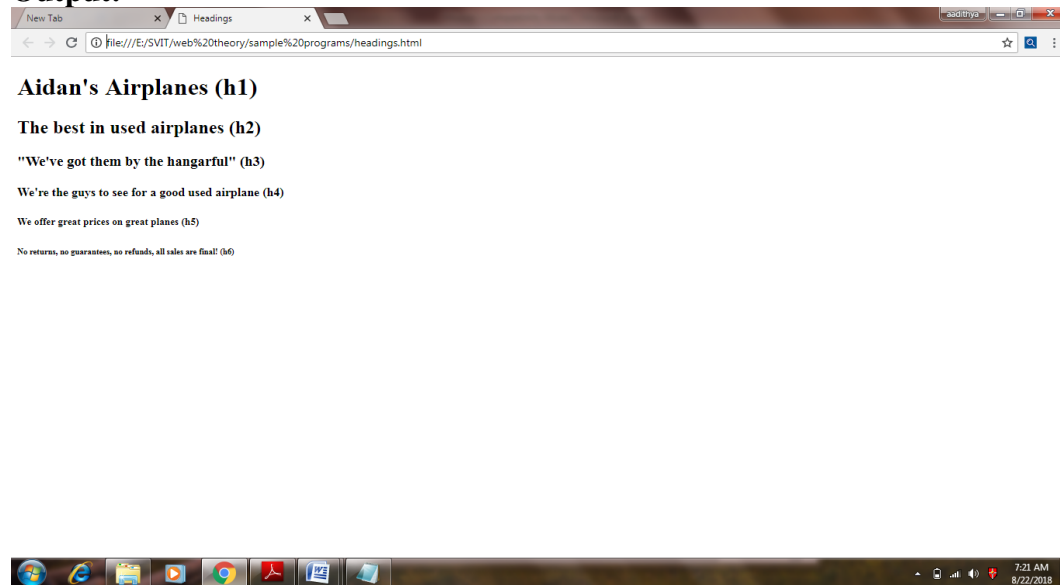 Output:
New Tab
Headings
aadithya
file:///E:/SVIT/web%20theory/sample%20programs/headings.html
Aidan's Airplanes (h1)
The best in used airplanes (h2)
"We've got them by the hangarful" (h3)
We're the guys to see for a good used airplane (h4)
We offer great prices on great planes (h5)
No returns, no guarantees, no refunds, all sales are final! (h6)
7:21 AM
8/22/2018